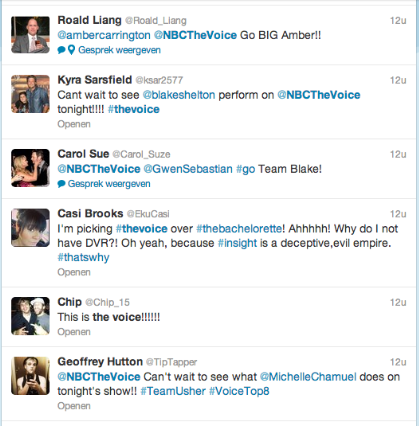 Roald Liang @Roald_Liang 12u
@ambercarrington @NBCTheVoice Go BIG Amber!!
Gesprek weergeven
Kyra Sarsfield @ksar2577 12u
Cant wait to see @blakeshelton perform on @NBCTheVoice
tonight!!!! #thevoice
Openen
Carol Sue @Carol_Suze 12u
@NBCTheVoice @GwenSebastian #go Team Blake!
Gesprek weergeven
Casi Brooks @EkuCasi 12u
I'm picking #thevoice over #thebachelorette! Ahhhhh! Why do I not
have DVR?! Oh yeah, because #insight is a deceptive,evil empire.
#thatswhy
Openen
Chip @Chip_15 12u
This is the voice!!!!!!
Openen
Geoffrey Hutton @TipTapper 12u
@NBCTheVoice Can't wait to see what @MichelleChamuel does on
tonight's show!! #TeamUsher #VoiceTop8
Openen